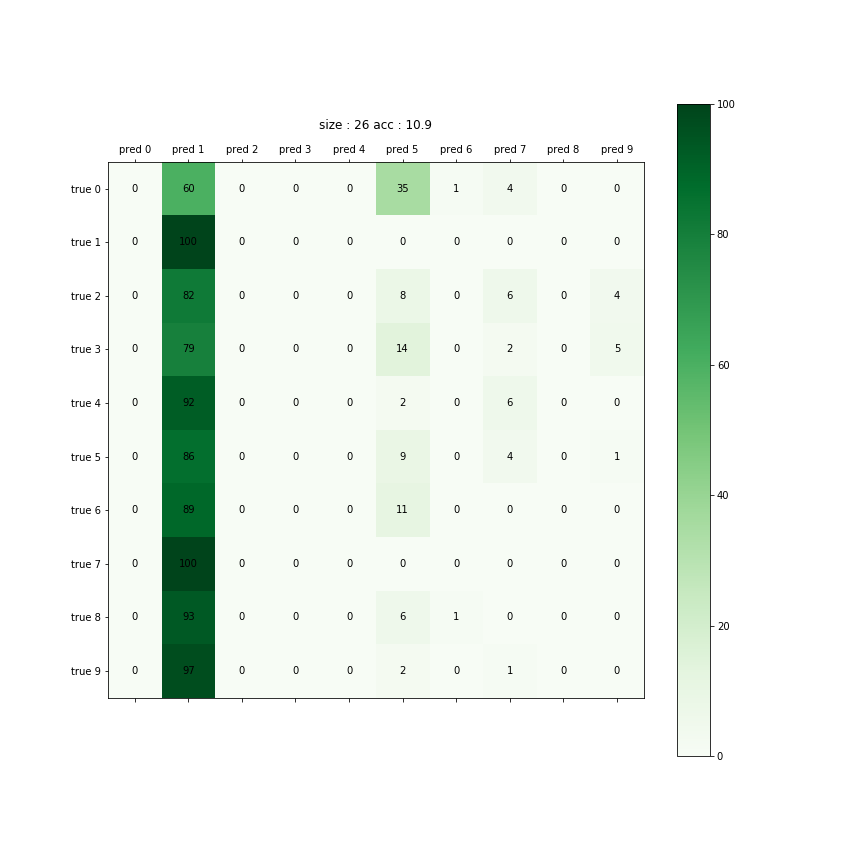 size : 26 acc : 10.9
pred 0 pred 1 pred 2 pred 3 pred 4 pred 5 pred 6 pred 7 pred 8 pred 9
true 0 0 60 0 0 0 35 1 4 0 0
true 1 0 100 0 0 0 0 0 0 0 0
true 2 0 82 0 0 0 8 0 6 0 4
true 3 0 79 0 0 0 14 0 2 0 5
true 4 0 92 0 0 0 2 0 6 0 0
true 5 0 86 0 0 0 9 0 4 0 1
true 6 0 89 0 0 0 11 0 0 0 0
true 7 0 100 0 0 0 0 0 0 0 0
true 8 0 93 0 0 0 6 1 0 0 0
true 9 0 97 0 0 0 2 0 1 0 0
100
80
60
40
20
0